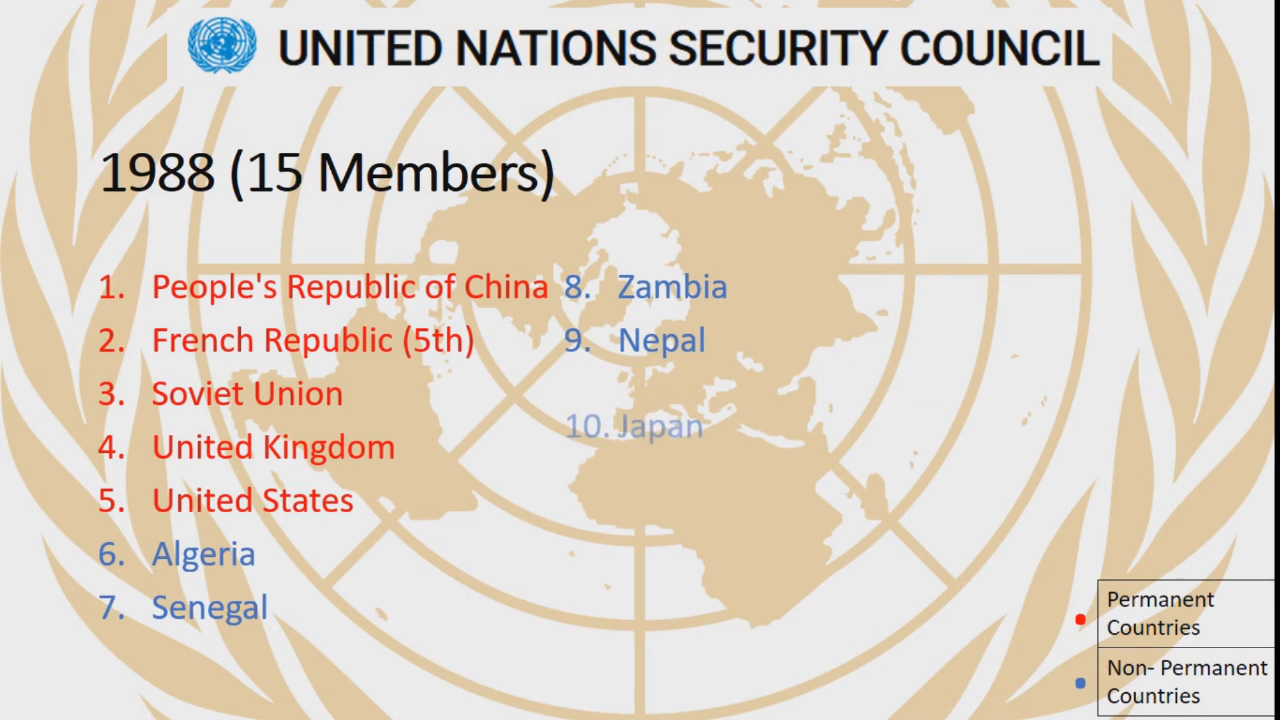 UNITED NATIONS SECURITY COUNCIL
1988 (15 Members)
1. People's Republic of China
2. French Republic (5th)
3. Soviet Union
4. United Kingdom
5. United States
6. Algeria
7. Senegal
8. Zambia
9. Nepal
10. Japan
Permanent
Countries
Non- Permanent
Countries